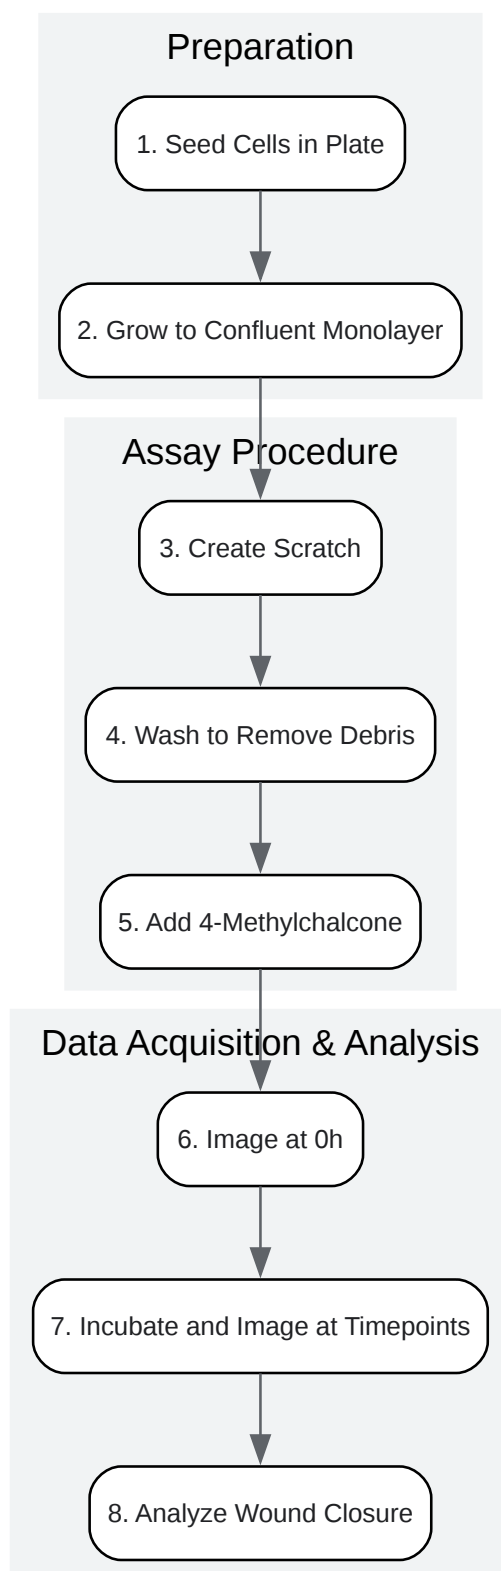 Preparation
1. Seed Cells in Plate
2. Grow to Confluent Monolayer
Assay Procedure
3. Create Scratch
4. Wash to Remove Debris
5. Add 4-Methylchalcone
Data Acquisition & Analysis
6. Image at 0h
7. Incubate and Image at Timepoints
8. Analyze Wound Closure